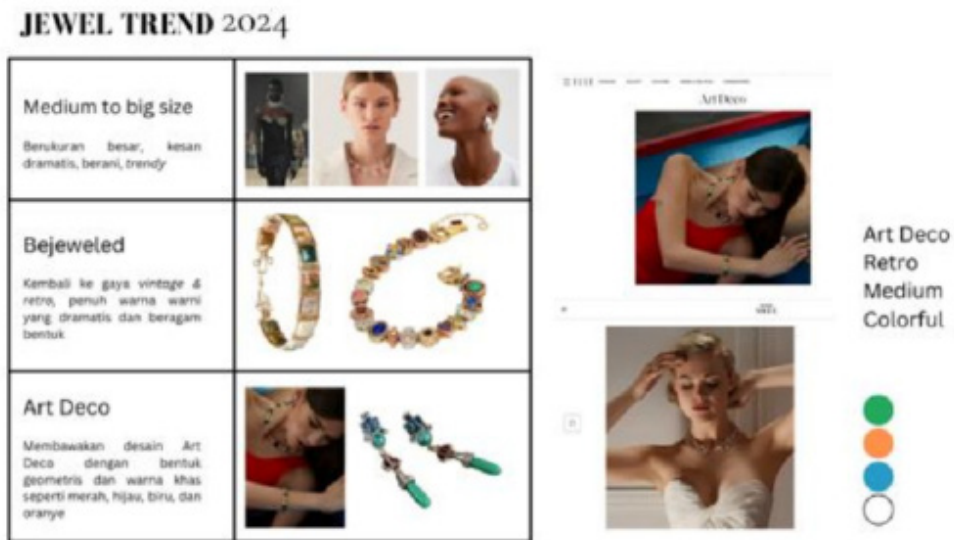 JEWEL TREND 2024
Medium to big size
Berukuran besar, kesan
dramatis, berani, trendy
Bejeweled
Kembali ke gaya vintage &
retro, penuh warna warni
yang dramatis dan beragam
bentuk
Art Deco
Membawakan desain Art
Deco dengan bentuk
geometris dan warna khas
seperti merah, hijau, biru, dan
oranye
ELLE
Art Deco
Art Deco
Retro
Medium
Colorful